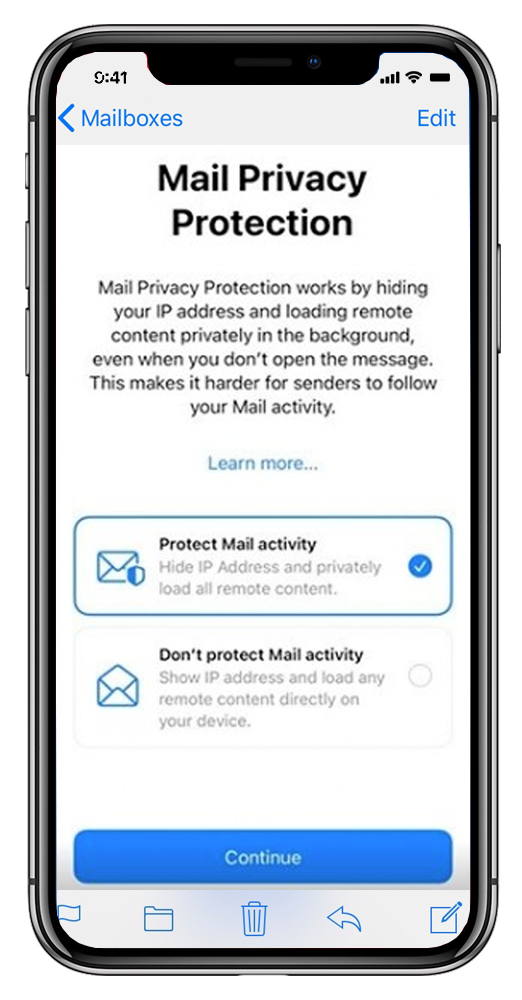 9:41
Mailboxes
Edit
Mail Privacy
Protection
Mail Privacy Protection works by hiding
your IP address and loading remote
content privately in the background,
even when you don't open the message.
This makes it harder for senders to follow
your Mail activity.
Learn more...
Protect Mail activity
Hide IP Address and privately
load all remote content.
Don't protect Mail activity
Show IP address and load any
remote content directly on
your device.
Continue